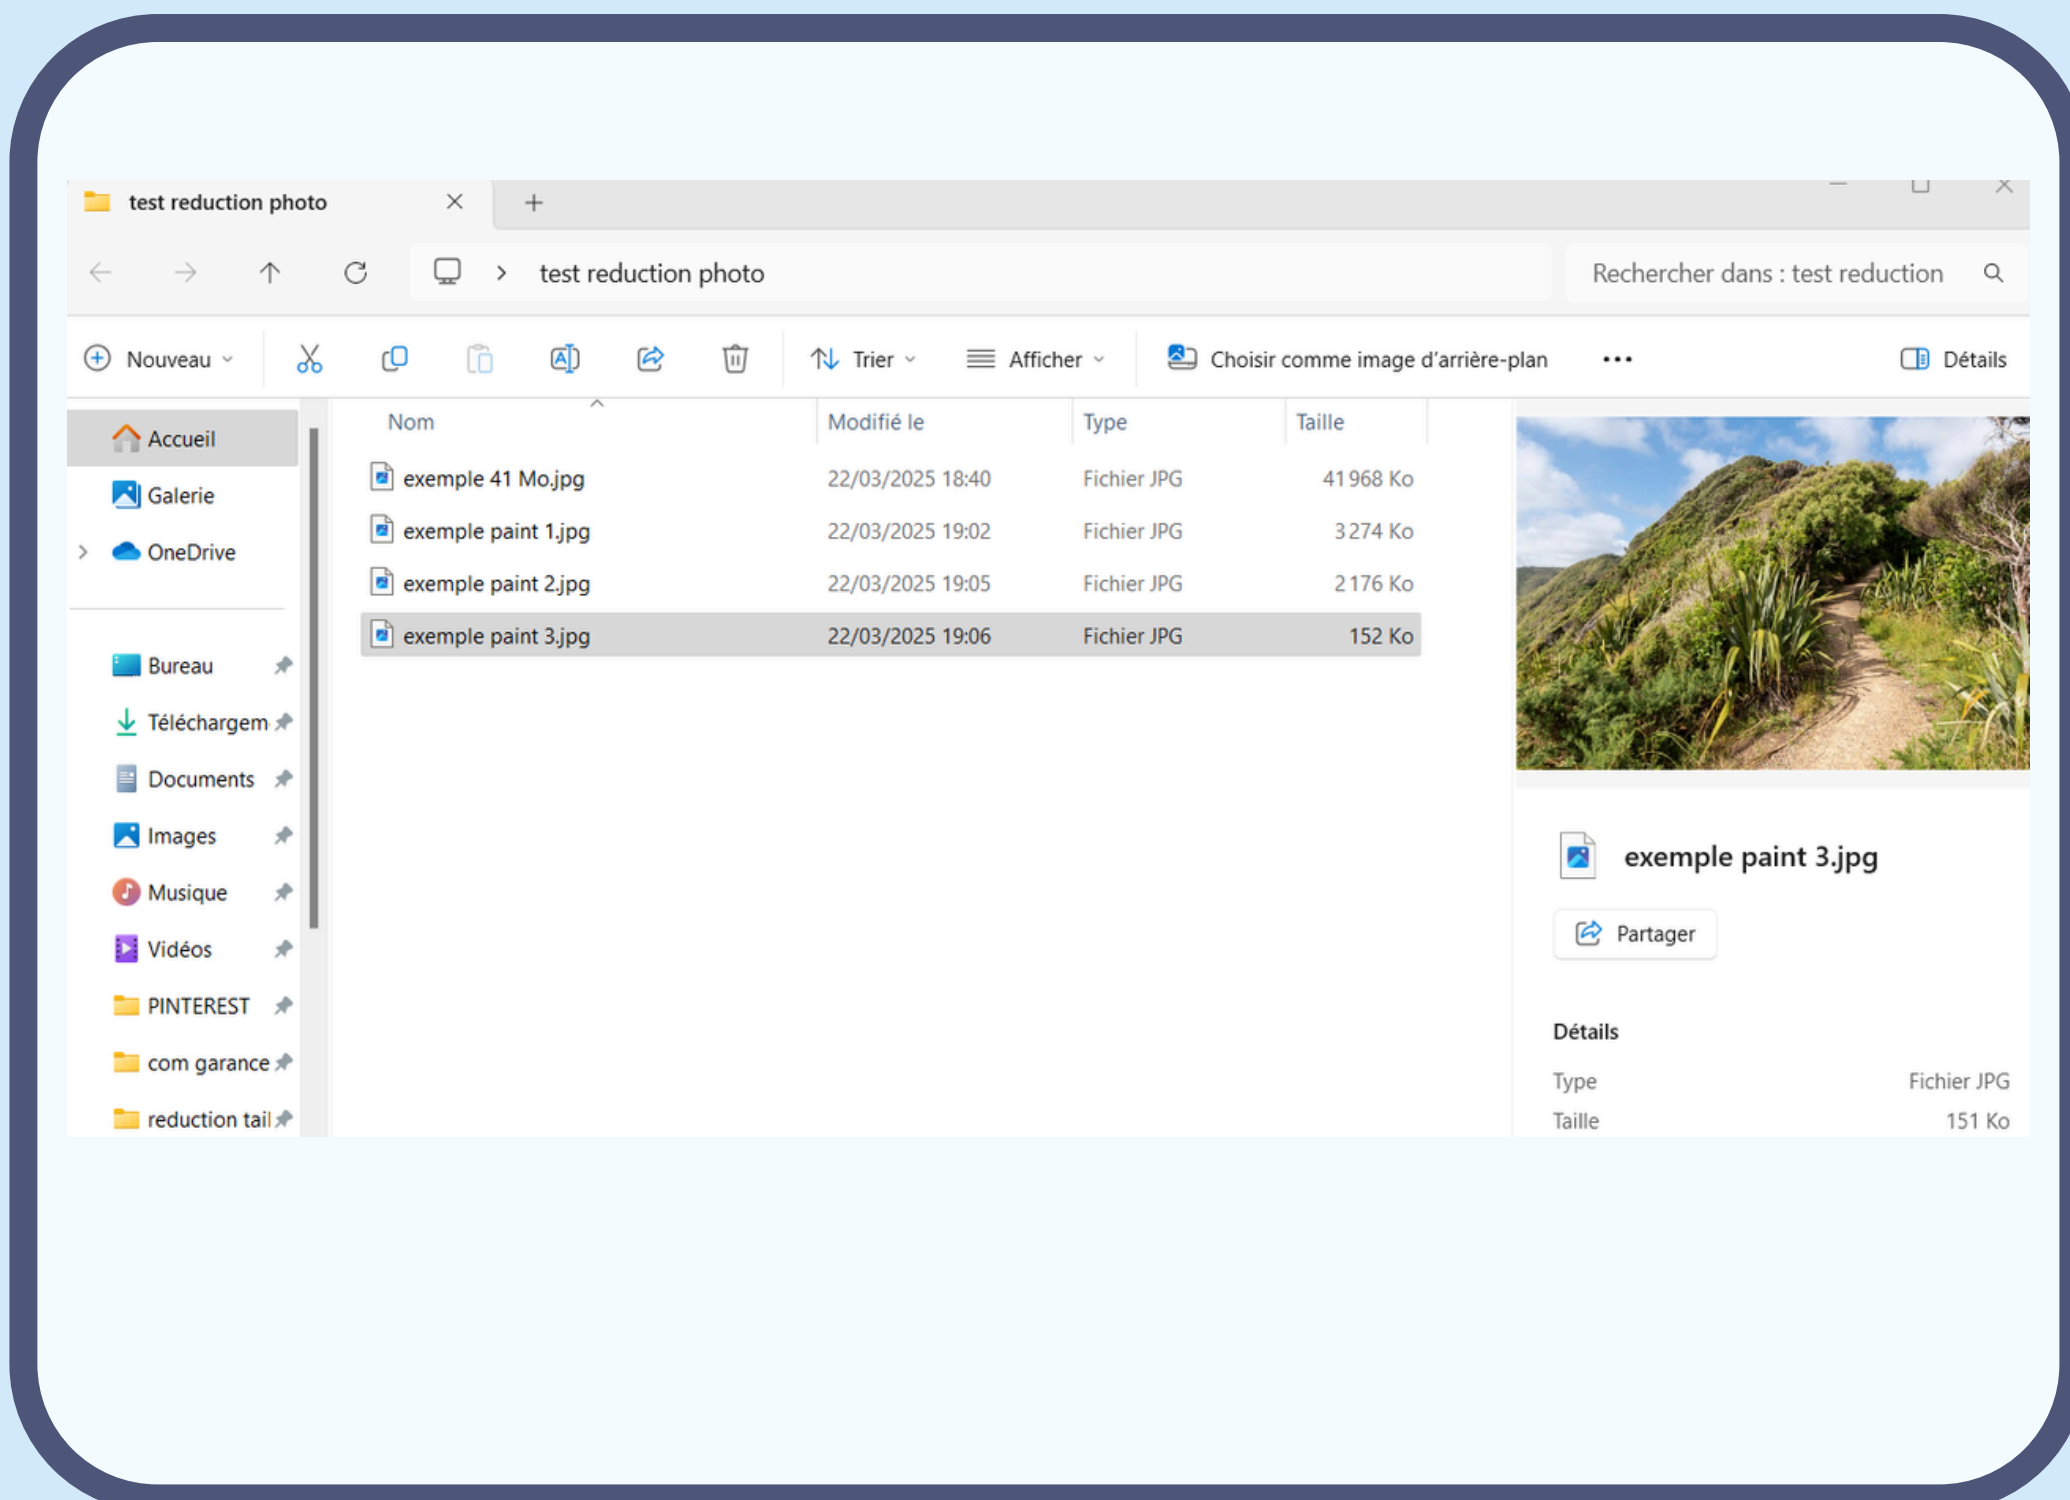 test reduction photo
test reduction photo
Rechercher dans : test reduction
Nouveau
Trier
Afficher
Choisir comme image d'arrière-plan
Détails
Accueil
Galerie
OneDrive
Bureau
Téléchargem
Documents
Images
Musique
Vidéos
PINTEREST
com garance
reduction tail
Nom Modifié le Type Taille
exemple 41 Mo.jpg 22/03/2025 18:40 Fichier JPG 41 968 Ko
exemple paint 1.jpg 22/03/2025 19:02 Fichier JPG 3 274 Ko
exemple paint 2.jpg 22/03/2025 19:05 Fichier JPG 2 176 Ko
exemple paint 3.jpg 22/03/2025 19:06 Fichier JPG 152 Ko
exemple paint 3.jpg
Partager
Détails
Type Fichier JPG
Taille 151 Ko